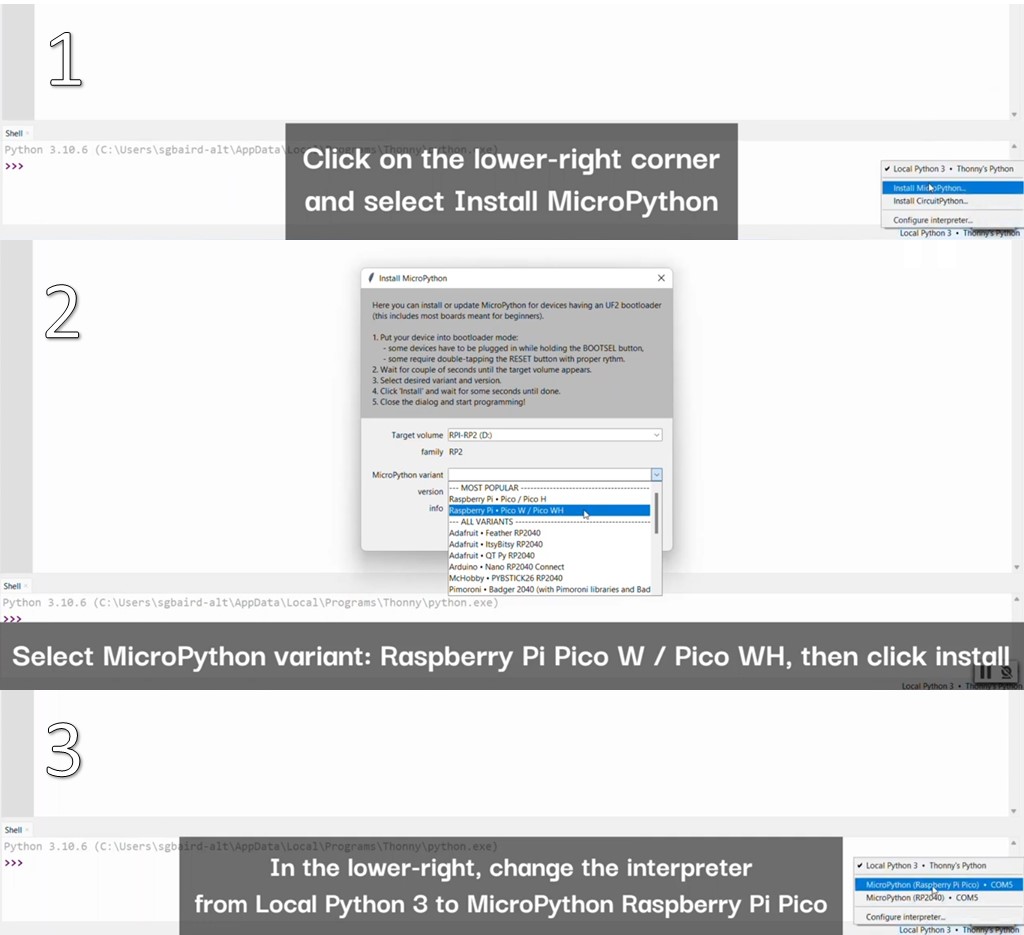 1
Shell
Python 3.10.6 (C:\Users\sgbaird-alt\AppData\Local\Programs\Thonny\python.exe)
>>>
Click on the lower-right corner
and select Install MicroPython
✓ Local Python 3 • Thonny's Python
Install MicroPython...
Install CircuitPython...
Configure interpreter...
Local Python 3 • Thonny's Python
2
Install MicroPython
Here you can install or update MicroPython for devices having an UF2 bootloader
(this includes most boards meant for beginners).
1. Put your device into bootloader mode:
- some devices have to be plugged in while holding the BOOTSEL button,
- some require double-tapping the RESET button with proper rythm.
2. Wait for couple of seconds until the target volume appears.
3. Select desired variant and version.
4. Click 'Install' and wait for some seconds until done.
5. Close the dialog and start programming!
Target volume RPI-RP2 (D:)
family RP2
MicroPython variant
version
info
--- MOST POPULAR ---
Raspberry Pi • Pico / Pico H
Raspberry Pi • Pico W / Pico WH
--- ALL VARIANTS ---
Adafruit • Feather RP2040
Adafruit • ItsyBitsy RP2040
Adafruit • QT Py RP2040
Arduino • Nano RP2040 Connect
McHobby • PYBSTICK26 RP2040
Pimoroni • Badger 2040 (with Pimoroni libraries and Bad
Shell
Python 3.10.6 (C:\Users\sgbaird-alt\AppData\Local\Programs\Thonny\python.exe)
>>>
Select MicroPython variant: Raspberry Pi Pico W / Pico WH, then click install
Local Python 3 • Thonny's Python
3
Shell
Python 3.10.6 (C:\Users\sgbaird-alt\AppData\Local\Programs\Thonny\python.exe)
>>>
In the lower-right, change the interpreter
from Local Python 3 to MicroPython Raspberry Pi Pico
✓ Local Python 3 • Thonny's Python
MicroPython (Raspberry Pi Pico) • COM5
MicroPython (RP2040) • COM5
Configure interpreter...
Local Python 3 • Thonny's Python